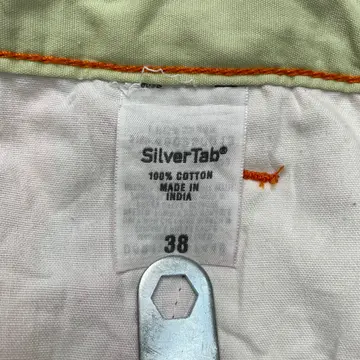 SilverTab®
100% COTTON
MADE IN
INDIA
38